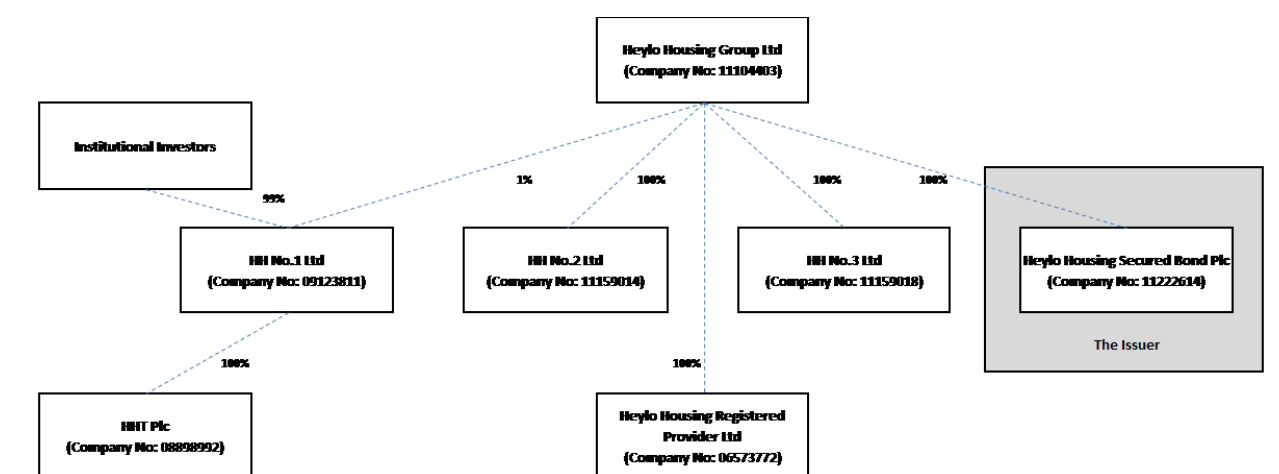 Heylo Housing Group Ltd
(Company No: 11104403)
Institutional Investors
1%
100%
100%
100%
99%
HH No.1 Ltd
(Company No: 09123811)
HH No.2 Ltd
(Company No: 11159014)
HH No.3 Ltd
(Company No: 11159018)
Heylo Housing Secured Bond Plc
(Company No: 11222614)
The Issuer
100%
100%
HHT Plc
(Company No: 08898992)
Heylo Housing Registered
Provider Ltd
(Company No: 06573772)